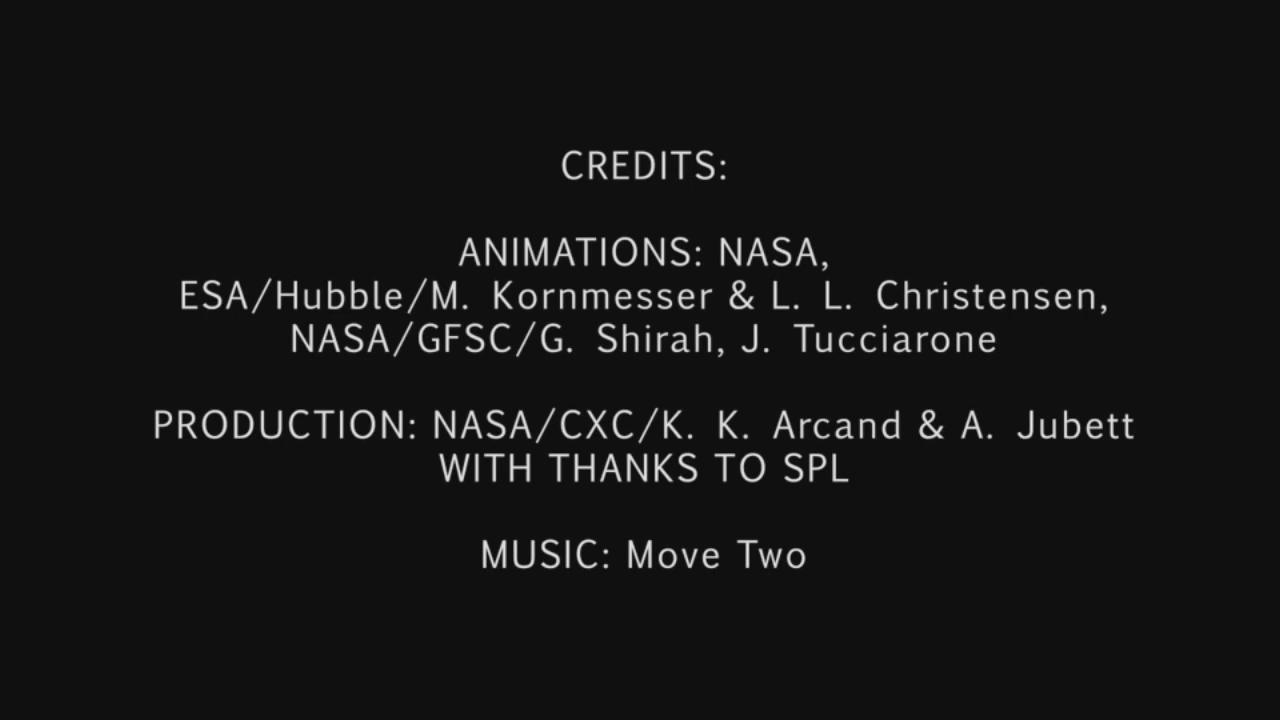 CREDITS:
ANIMATIONS: NASA,
ESA/Hubble/M. Kornmesser & L. L. Christensen,
NASA/GFSC/G. Shirah, J. Tucciarone
PRODUCTION: NASA/CXC/K. K. Arcand & A. Jubett
WITH THANKS TO SPL
MUSIC: Move Two